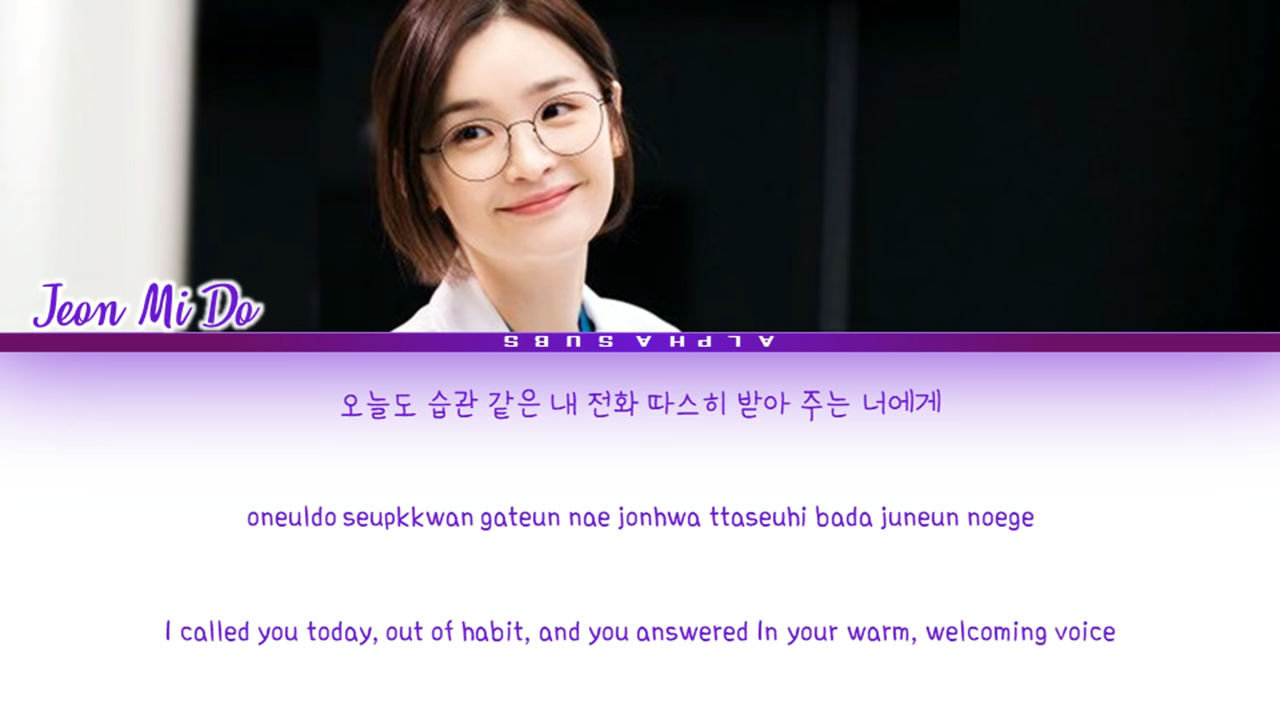 Jeon Mi Do
ALPHA SUBS
오늘도 습관 같은 내 전화 따스히 받아 주는 너에게
oneuldo seupkkwan gateun nae jonhwa ttaseuhi bada juneun noege
I called you today, out of habit, and you answered In your warm, welcoming voice